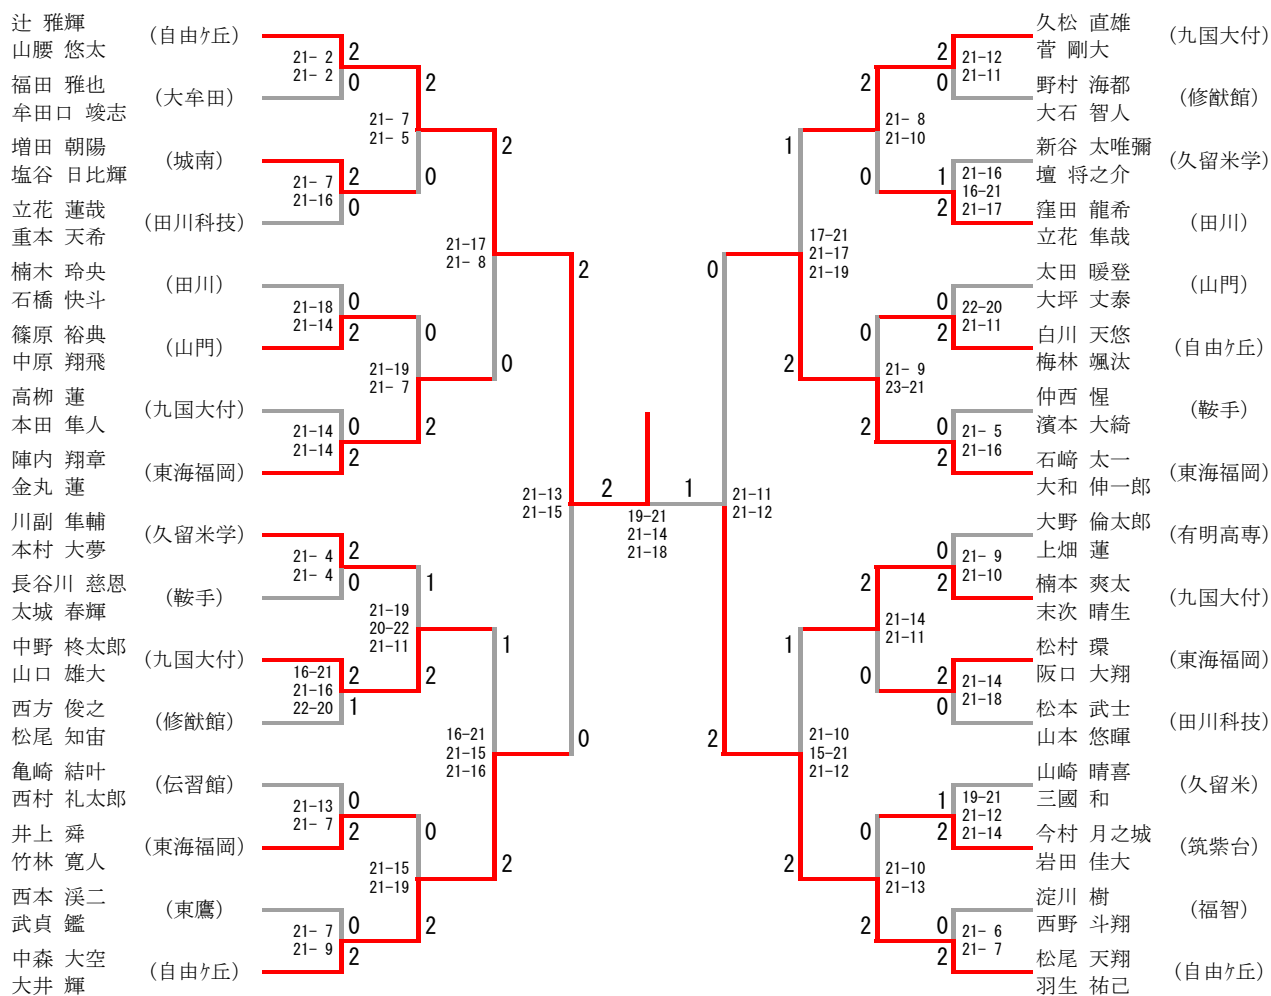 辻 雅輝
山腰 悠太
(自由ケ丘)
福田 雅也
牟田口 竣志
(大牟田)
21- 2
21- 2
2
0
増田 朝陽
塩谷 日比輝
(城南)
立花 蓮哉
重本 天希
(田川科技)
21- 7
21-16
2
0
21- 7
21- 5
2
0
楠木 玲央
石橋 快斗
(田川)
篠原 裕典
中原 翔飛
(山門)
21-18
21-14
0
2
高栁 蓮
本田 隼人
(九国大付)
陣内 翔章
金丸 蓮
(東海福岡)
21-14
21-14
0
2
21-19
21- 7
0
2
21-17
21- 8
2
0
川副 隼輔
本村 大夢
(久留米学)
長谷川 慈恩
太城 春輝
(鞍手)
21- 4
21- 4
2
0
中野 柊太郎
山口 雄大
(九国大付)
西方 俊之
松尾 知宙
(修猷館)
16-21
21-16
22-20
2
1
21-19
20-22
21-11
1
2
亀崎 結叶
西村 礼太郎
(伝習館)
井上 舜
竹林 寛人
(東海福岡)
21-13
21- 7
0
2
西本 渓二
武貞 鑑
(東鷹)
中森 大空
大井 輝
(自由ケ丘)
21- 7
21- 9
0
2
21-15
21-19
0
2
16-21
21-15
21-16
1
2
21-13
21-15
2
0
2
1
19-21
21-14
21-18
久松 直雄
菅 剛大
(九国大付)
野村 海都
大石 智人
(修猷館)
2
0
21-12
21-11
新谷 太唯彌
壇 将之介
(久留米学)
窪田 龍希
立花 隼哉
(田川)
1
2
21-16
16-21
21-17
2
0
21- 8
21-10
太田 暖登
大坪 丈泰
(山門)
白川 天悠
梅林 颯汰
(自由ケ丘)
0
2
22-20
21-11
仲西 惺
濱本 大綺
(鞍手)
石﨑 太一
大和 伸一郎
(東海福岡)
0
2
21- 5
21-16
0
2
21- 9
23-21
1
2
17-21
21-17
21-19
大野 倫太郎
上畑 蓮
(有明高専)
楠本 爽太
末次 晴生
(九国大付)
0
2
21- 9
21-10
松村 環
阪口 大翔
(東海福岡)
松本 武士
山本 悠暉
(田川科技)
2
0
21-14
21-18
2
0
21-14
21-11
山崎 晴喜
三國 和
(久留米)
今村 月之城
岩田 佳大
(筑紫台)
1
2
19-21
21-12
21-14
淀川 樹
西野 斗翔
(福智)
松尾 天翔
羽生 祐己
(自由ケ丘)
0
2
21- 6
21- 7
0
2
21-10
21-13
1
2
21-10
15-21
21-12
0
2
21-11
21-12